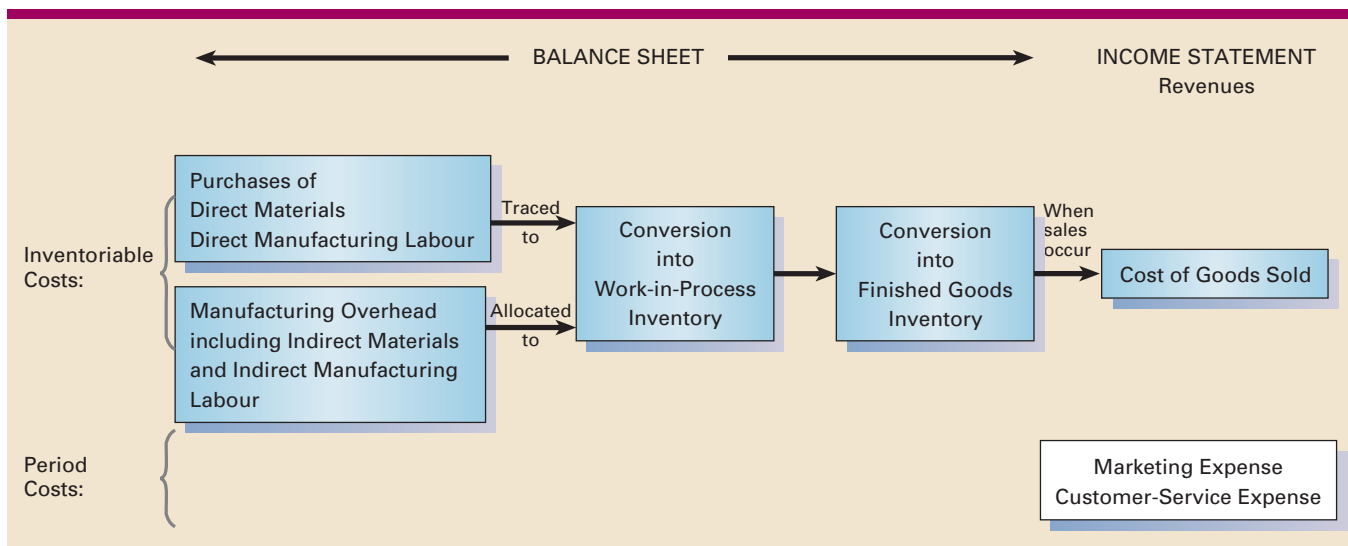 BALANCE SHEET
INCOME STATEMENT
Revenues
Inventoriable
Costs:
Purchases of
Direct Materials
Direct Manufacturing Labour
Traced
to
Manufacturing Overhead
including Indirect Materials
and Indirect Manufacturing
Labour
Allocated
to
Conversion
into
Work-in-Process
Inventory
Conversion
into
Finished Goods
Inventory
When
sales
occur
Cost of Goods Sold
Period
Costs:
Marketing Expense
Customer-Service Expense